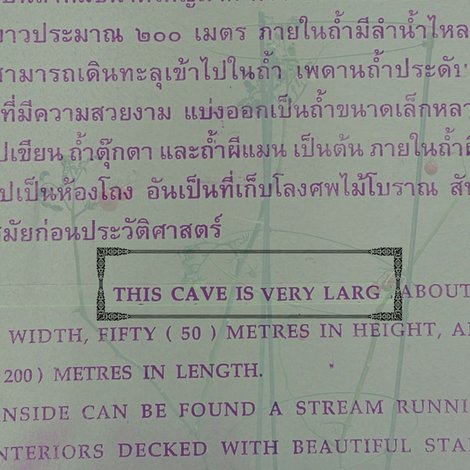 ยาวประมาณ ๒๐๐ เมตร ภายในถ้ำมีลำน้ำไหล
สามารถเดินทะลุเข้าไปในถ้ำ เพดานถ้ำประดับ
ที่มีความสวยงาม แบ่งออกเป็นถ้ำขนาดเล็กหลา
ปเขียน ถ้ำตุ๊กตา และถ้ำผีแมน เป็นต้น ภายในถ้ำ
ปเป็นห้องโถง อันเป็นที่เก็บโลงศพไม้โบราณ
สมัยก่อนประวัติศาสตร์
THIS CAVE IS VERY LARG ABOUT
WIDTH, FIFTY ( 50 ) METRES IN HEIGHT,
200 ) METRES IN LENGTH.
NSIDE CAN BE FOUND A STREAM RUNNI
NTERIORS DECKED WITH BEAUTIFUL STA